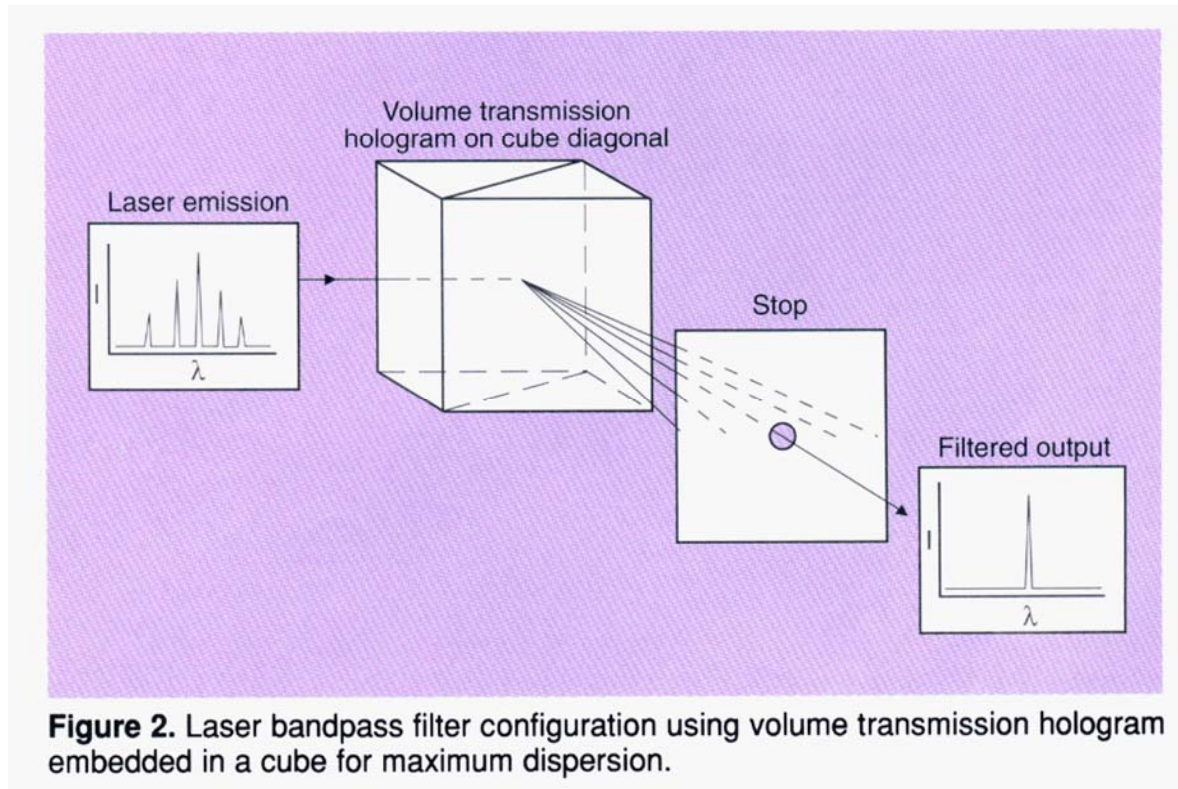 Volume transmission
hologram on cube diagonal
Laser emission
I
λ
Stop
Filtered output
I
λ
Figure 2. Laser bandpass filter configuration using volume transmission hologram
embedded in a cube for maximum dispersion.